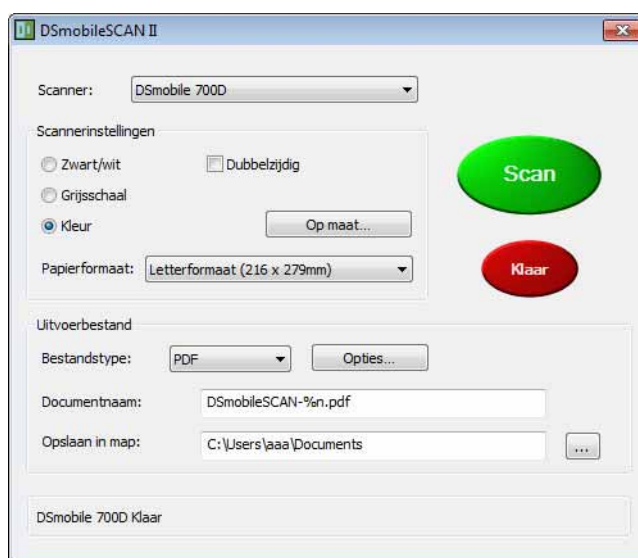 DSmobileSCAN II
Scanner: DSmobile 700D
Scannerinstellingen
Zwart/wit Dubbelzijdig
Scan
Grijsschaal
Kleur Op maat...
Klaar
Papierformaat: Letterformaat (216 x 279mm)
Uitvoerbestand
Bestandstype: PDF Opties...
Documentnaam: DSmobileSCAN-%n.pdf
Opslaan in map: C:\Users\aaa\Documents ...
DSmobile 700D Klaar